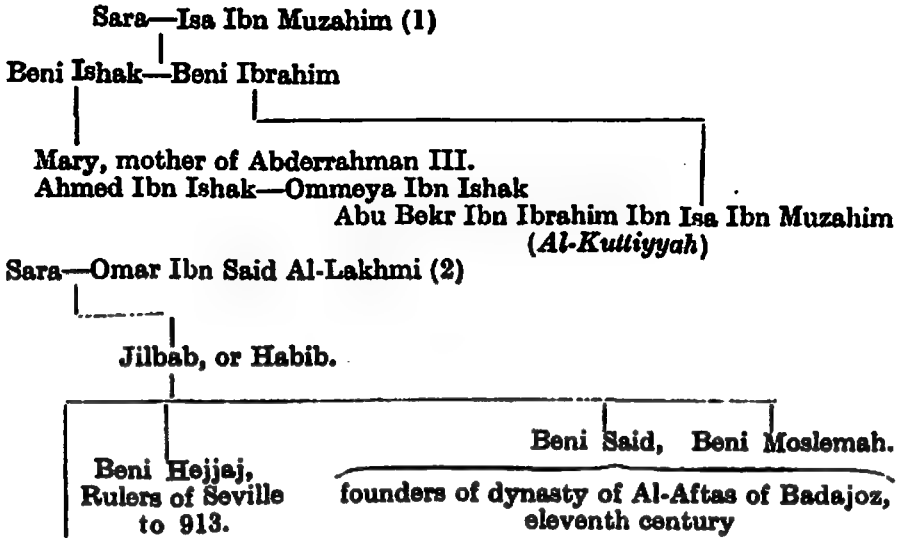 Sara—Isa Ibn Muzahim (1)
Beni Ishak—Beni Ibrahim
Mary, mother of Abderrahman III.
Ahmed Ibn Ishak—Ommeya Ibn Ishak
Abu Bekr Ibn Ibrahim Ibn Isa Ibn Muzahim
(Al-Kuttiyyah)
Sara—Omar Ibn Said Al-Lakhmi (2)
Jilbab, or Habib.
Beni Said, Beni Moslemah.
Beni Hejjaj,
Rulers of Seville
to 913.
founders of dynasty of Al-Aftas of Badajoz,
eleventh century